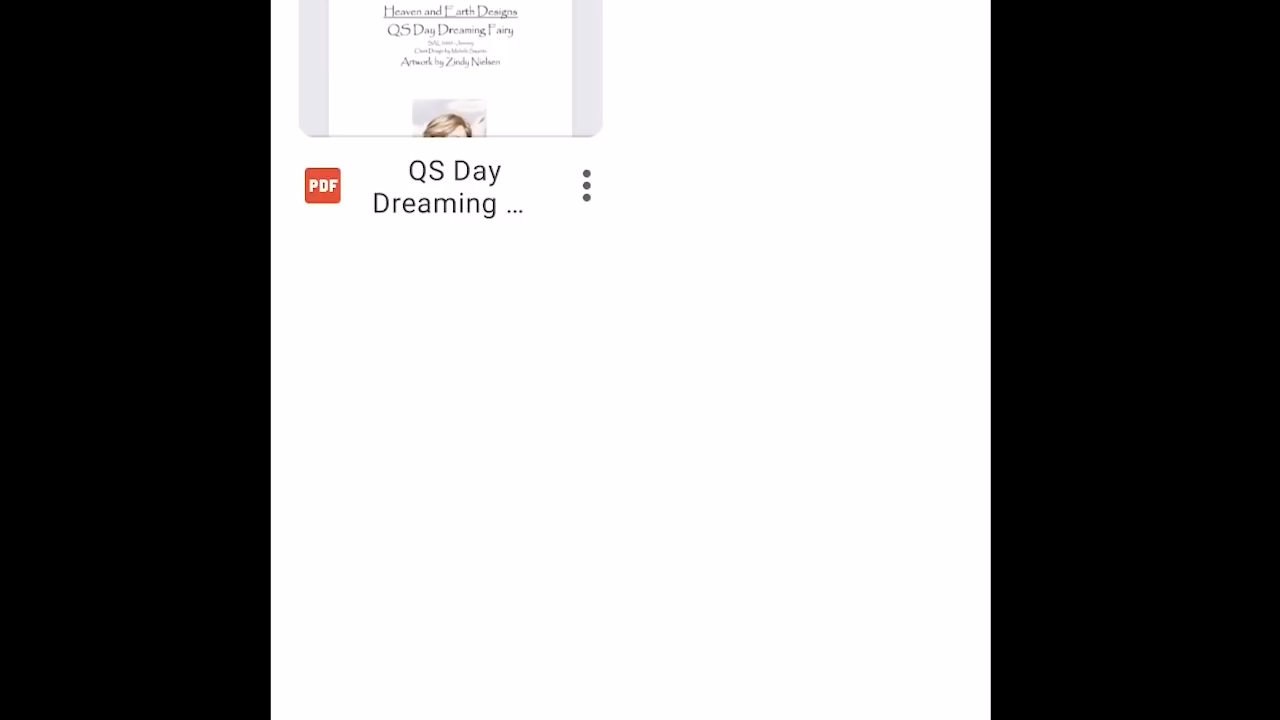 Heaven and Earth Designs
QS Day Dreaming Fairy
Artwork by Zindy Nielsen
PDF
QS Day
Dreaming ...